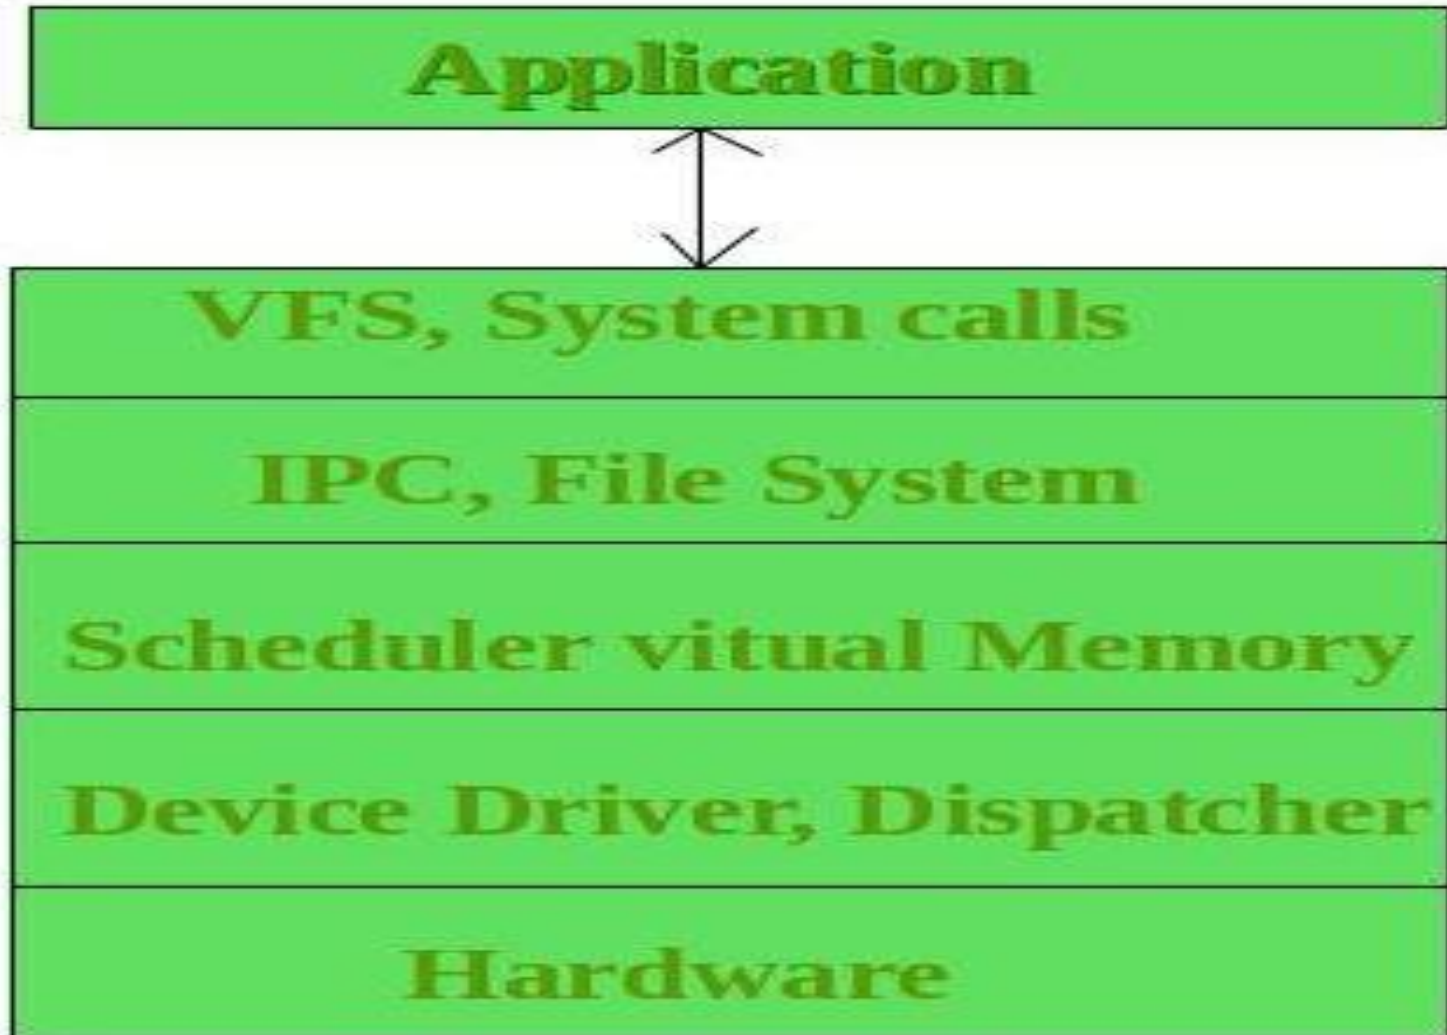 Application
VFS, System calls
IPC, File System
Scheduler vitual Memory
Device Driver, Dispatcher
Hardware